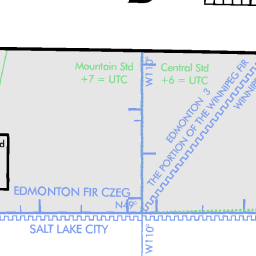 Mountain Std
+7 = UTC
Central Std
+6 = UTC
W110°
EDMONTON 3
THE PORTION OF THE WINNIPEG FIR
EDMONTON FIR CZEG
N49°
SALT LAKE CITY
W110°